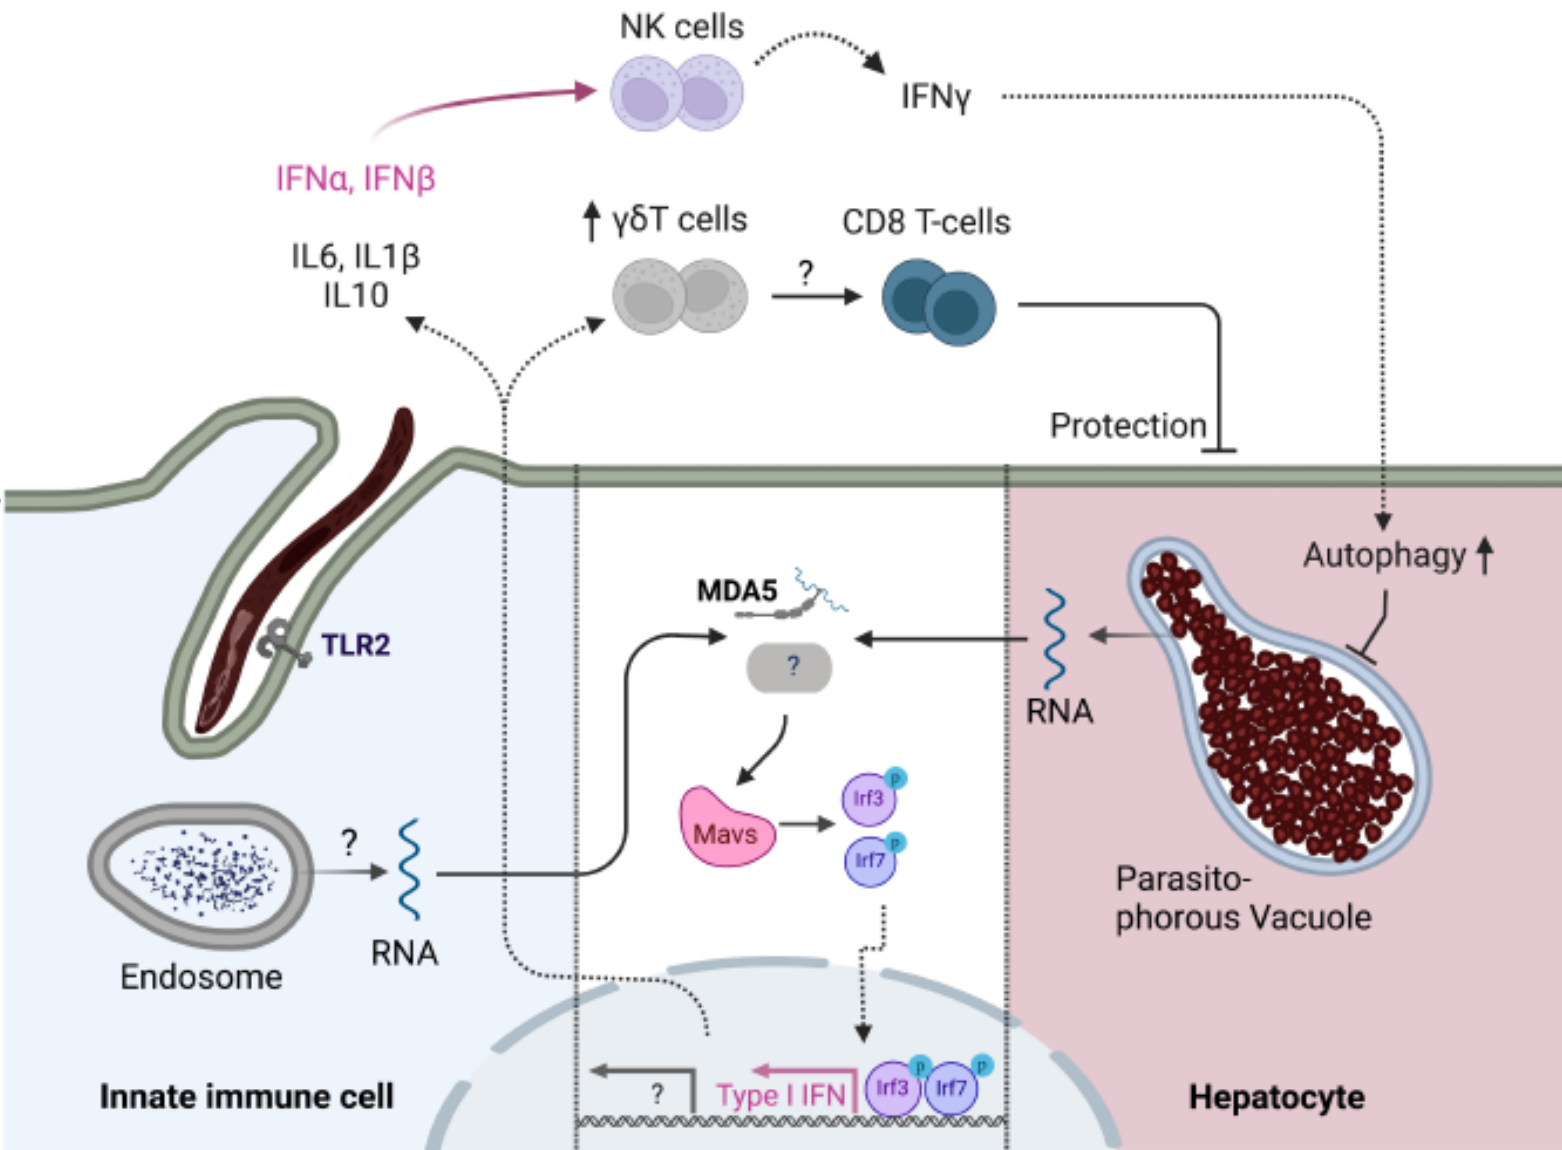 NK cells
IFNγ
IFNα, IFNβ
↑ γδT cells
CD8 T-cells
IL6, IL1β
IL10
?
Protection
Autophagy ↑
MDA5
TLR2
?
RNA
Mavs
Irf3
P
Irf7
P
?
RNA
Endosome
Parasito-
phorous Vacuole
?
Type I IFN
Irf3
P
Irf7
P
Innate immune cell
Hepatocyte